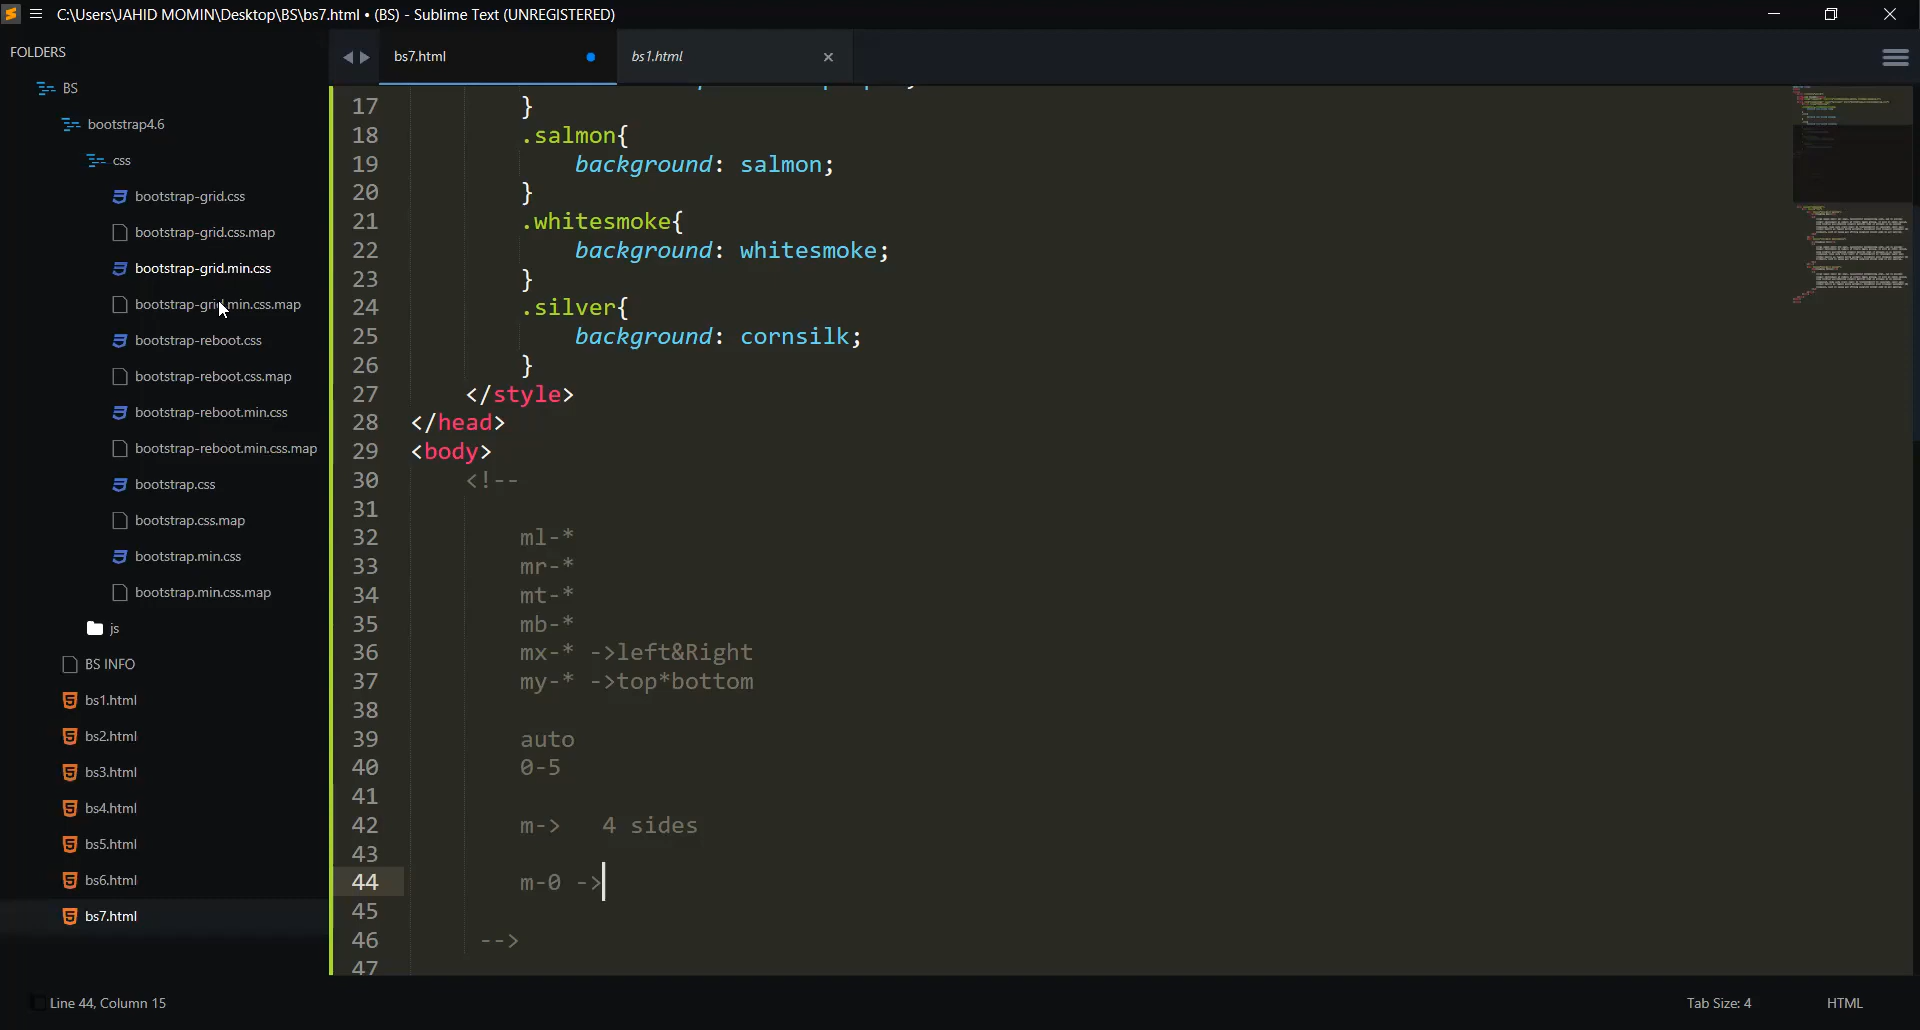 C:\Users\JAHID MOMIN\Desktop\BS\bs7.html • (BS) - Sublime Text (UNREGISTERED)
FOLDERS
BS
bootstrap4.6
css
bootstrap-grid.css
bootstrap-grid.css.map
bootstrap-grid.min.css
bootstrap-grid.min.css.map
bootstrap-reboot.css
bootstrap-reboot.css.map
bootstrap-reboot.min.css
bootstrap-reboot.min.css.map
bootstrap.css
bootstrap.css.map
bootstrap.min.css
bootstrap.min.css.map
js
BS INFO
bs1.html
bs2.html
bs3.html
bs4.html
bs5.html
bs6.html
bs7.html
bs7.html
bs1.html
17 }
18 .salmon{
19 background: salmon;
20 }
21 .whitesmoke{
22 background: whitesmoke;
23 }
24 .silver{
25 background: cornsilk;
26 }
27 </style>
28 </head>
29 <body>
30 <!--
31
32 ml-*
33 mr-*
34 mt-*
35 mb-*
36 mx-* ->left&Right
37 my-* ->top*bottom
38
39 auto
40 0-5
41
42 m-> 4 sides
43
44 m-0 ->
45
46 -->
47
Line 44, Column 15
Tab Size: 4
HTML